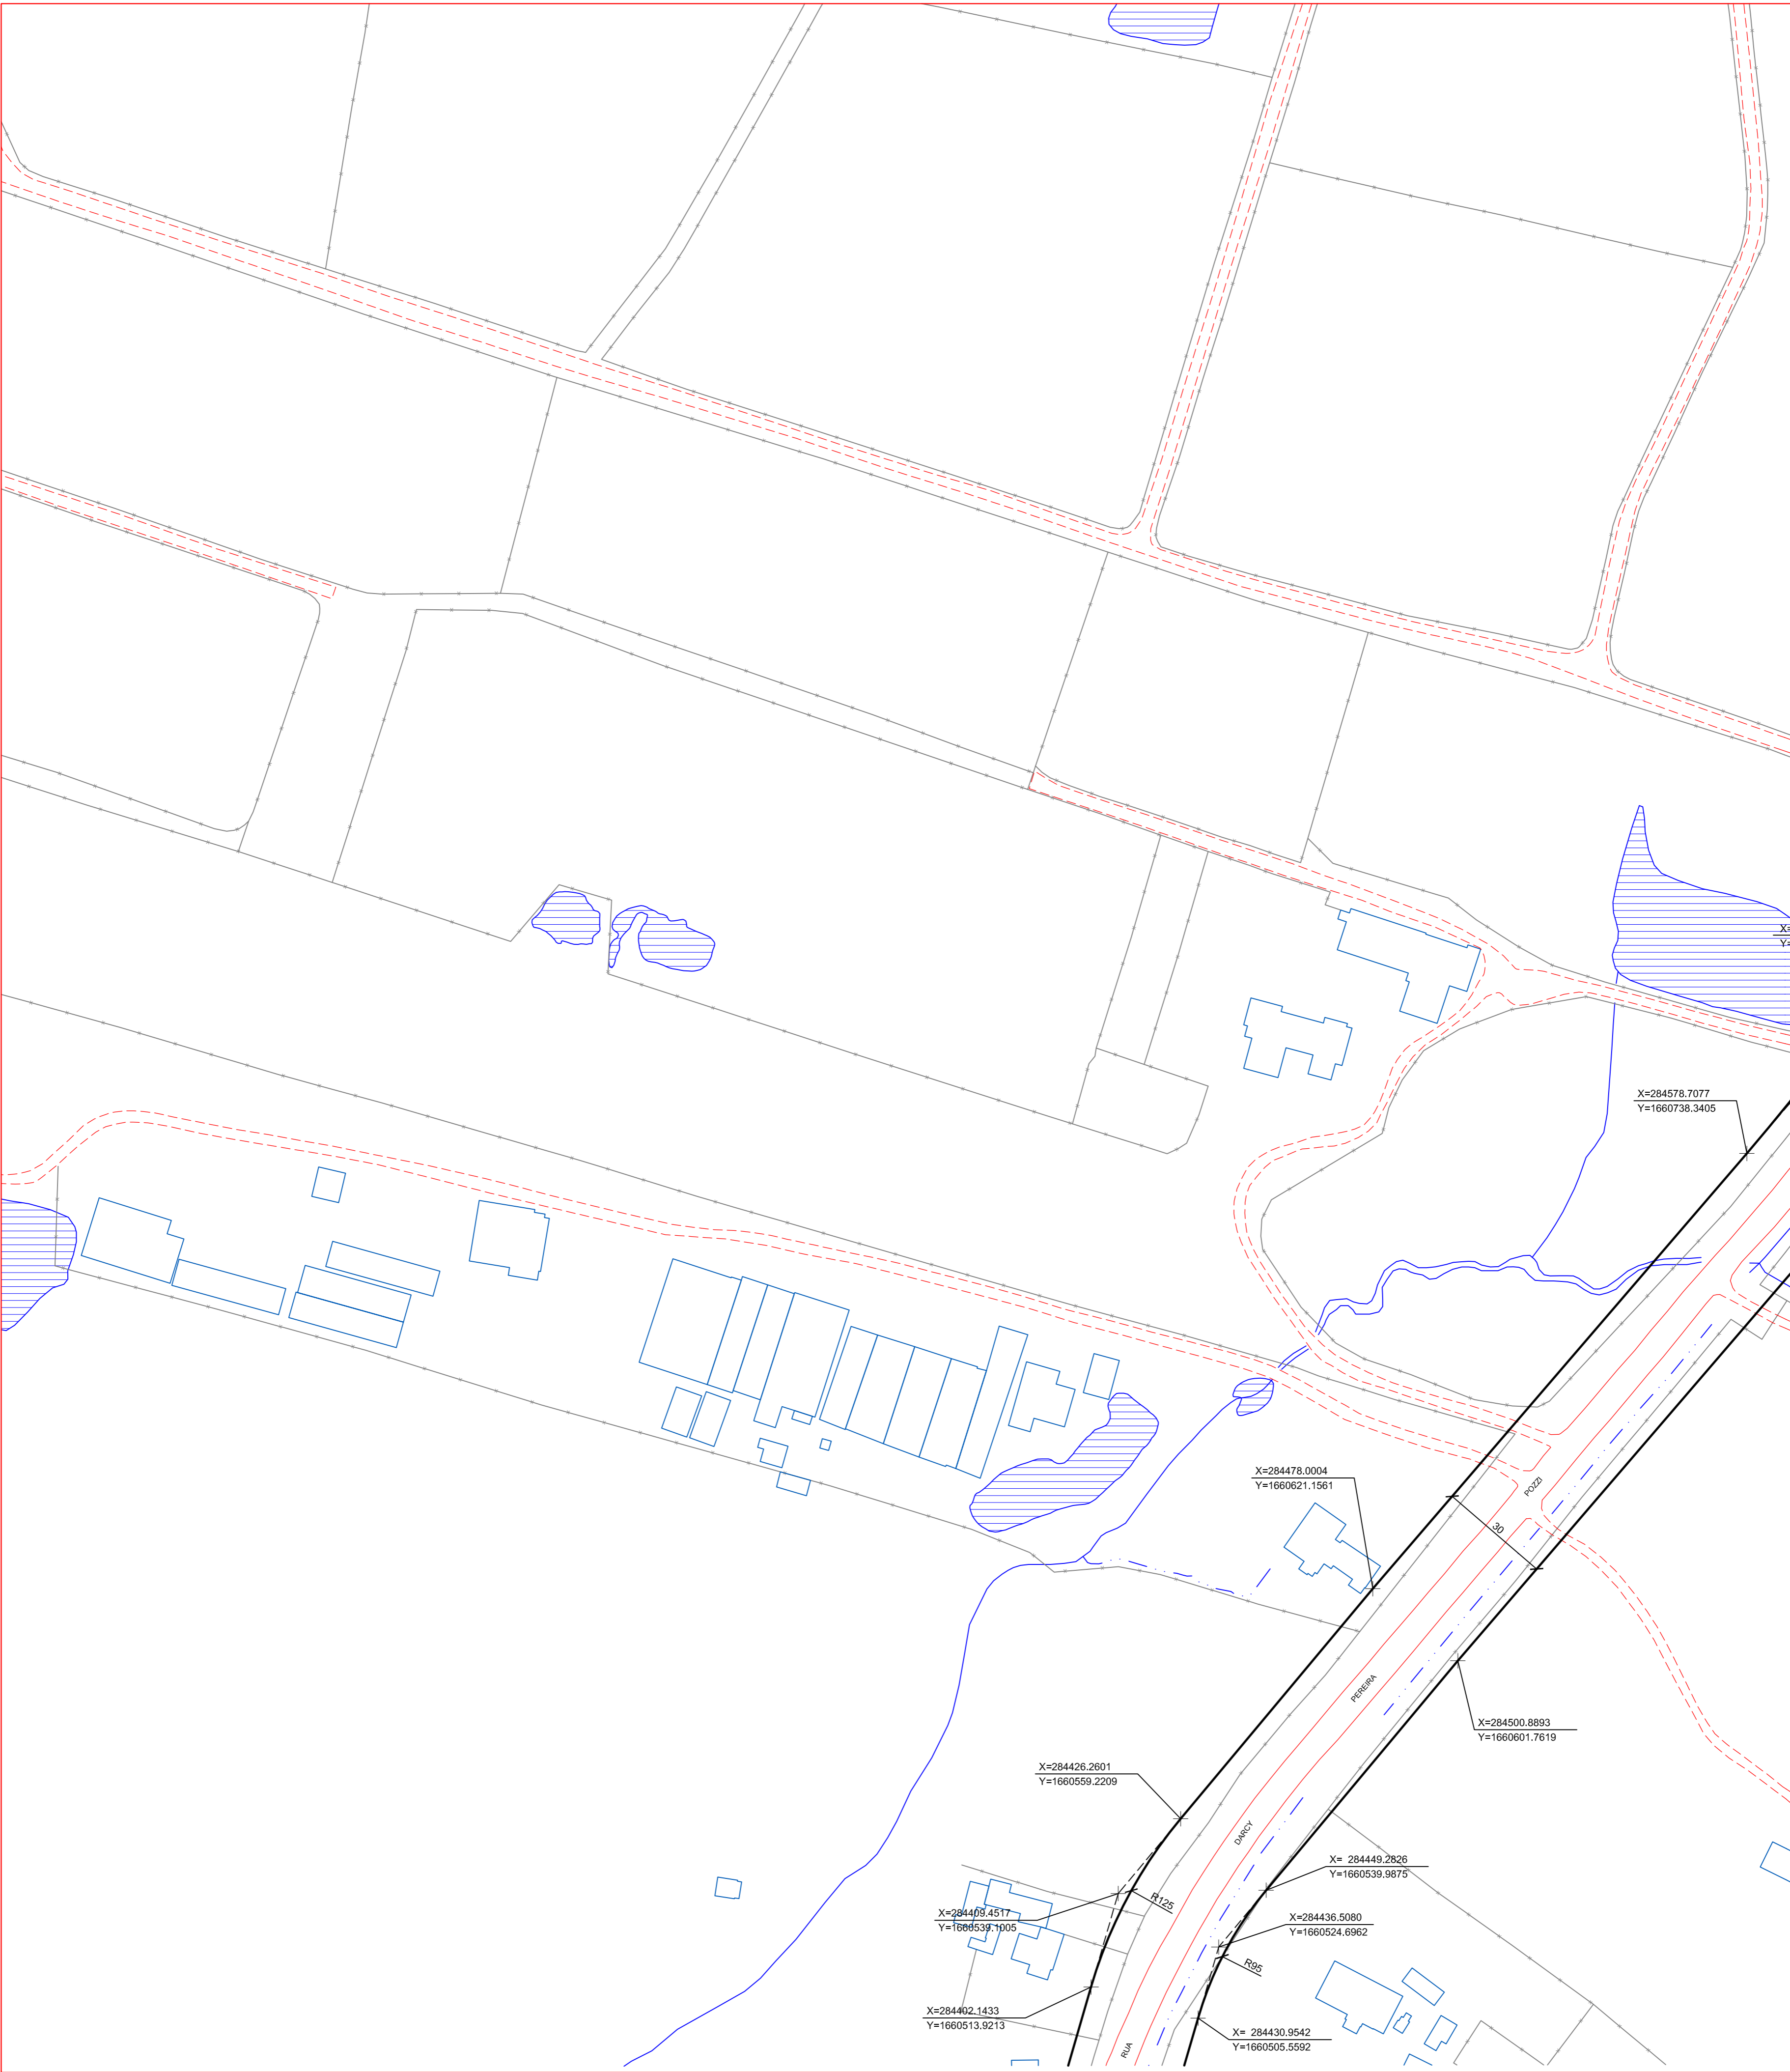 X=
Y=
X=284578.7077
Y=1660738.3405
X=284478.0004
Y=1660621.1561
POZZI
30
PEREIRA
X=284500.8893
Y=1660601.7619
X=284426.2601
Y=1660559.2209
DARCY
X= 284449.2826
Y=1660539.9875
R125
X=284409.4517
Y=1660539.1005
X=284436.5080
Y=1660524.6962
R95
X=284402.1433
Y=1660513.9213
X= 284430.9542
Y=1660505.5592
RUA